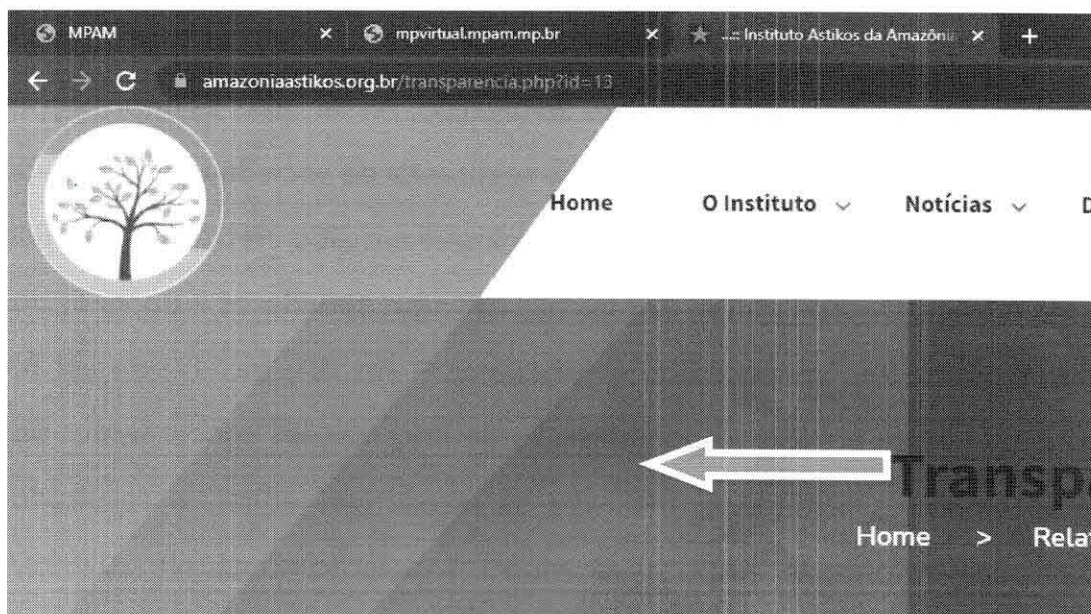 MPAM
mpvirtual.mpam.mp.br
..:: Instituto Astikos da Amazônia
amazoniaastikos.org.br/transparencia.php?id=13
Home O Instituto Notícias D
Transpa
Home > Relat